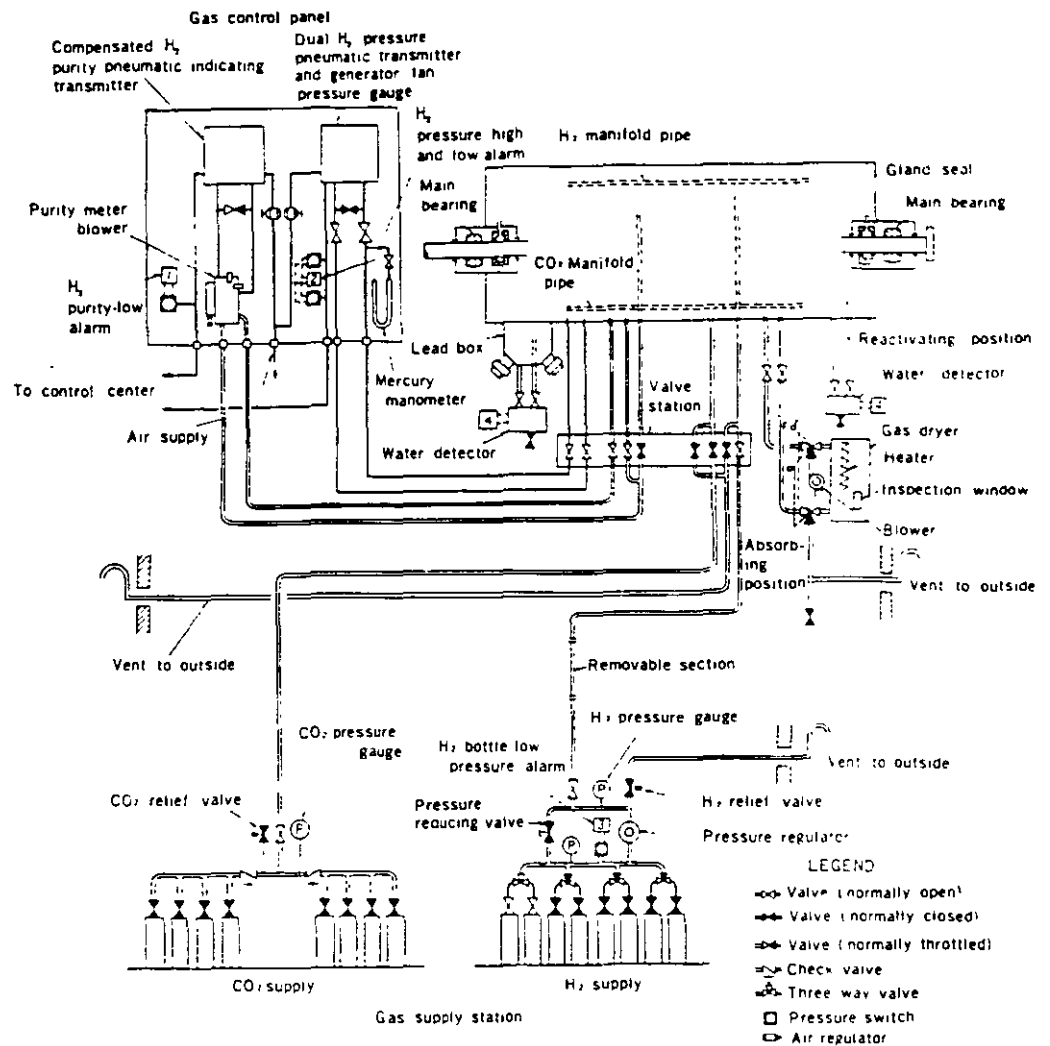 Gas control panel
Compensated H₂
purity pneumatic indicating
transmitter
Dual H₂ pressure
pneumatic transmitter
and generator fan
pressure gauge
H₂
pressure high
and low alarm
H₂ manifold pipe
Gland seal
Main
bearing
Main bearing
Purity meter
blower
CO₂ Manifold
pipe
H₂
purity-low
alarm
Lead box
Reactivating position
Mercury
manometer
Valve
station
Water detector
To control center
Gas dryer
Air supply
Water detector
4
Heater
Inspection window
Blower
Absorb-
ing
position
Vent to outside
Vent to outside
Removable section
H₂ pressure gauge
CO₂ pressure
gauge
H₂ bottle low
pressure alarm
Vent to outside
CO₂ relief valve
P
Pressure
reducing valve
P
P
3
H₂ relief valve
Pressure regulator
LEGEND
Valve (normally open)
Valve (normally closed)
Valve (normally throttled)
Check valve
Three way valve
Pressure switch
Air regulator
CO₂ supply
H₂ supply
Gas supply station